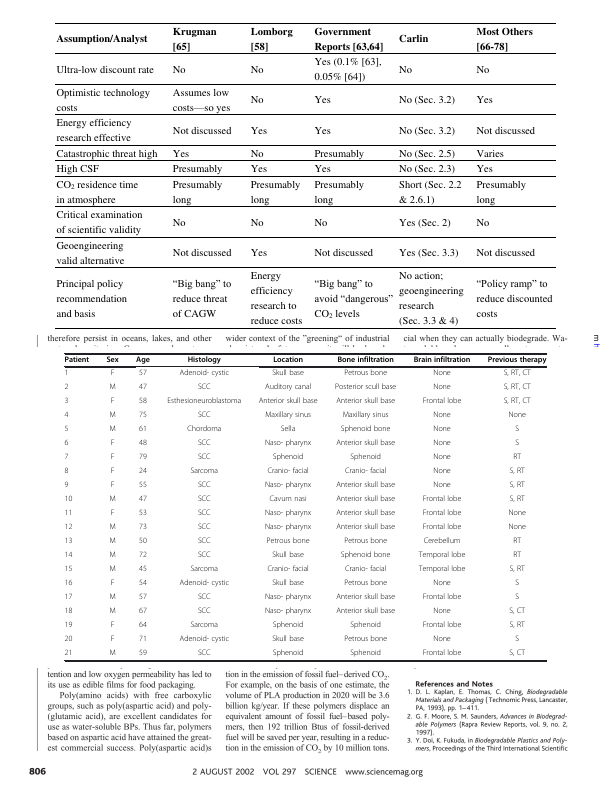 Assumption/Analyst Krugman [65] Lomborg [58] Government Reports [63,64] Carlin Most Others [66-78]
Ultra-low discount rate No No Yes (0.1% [63], 0.05% [64]) No No
Optimistic technology costs Assumes low costs—so yes No Yes No (Sec. 3.2) Yes
Energy efficiency research effective Not discussed Yes Yes No (Sec. 3.2) Not discussed
Catastrophic threat high Yes No Presumably No (Sec. 2.5) Varies
High CSF Presumably Yes Presumably No (Sec. 2.3) Yes
CO2 residence time in atmosphere Presumably long Presumably long Presumably long Short (Sec. 2.2 & 2.6.1) Presumably long
Critical examination of scientific validity No No No Yes (Sec. 2) No
Geoengineering valid alternative Not discussed Yes Not discussed Yes (Sec. 3.3) Not discussed
Principal policy recommendation and basis "Big bang" to reduce threat of CAGW Energy efficiency research to reduce costs "Big bang" to avoid "dangerous" CO2 levels No action; geoengineering research (Sec. 3.3 & 4) "Policy ramp" to reduce discounted costs
therefore persist in oceans, lakes, and other wider context of the "greening" of industrial cial when they can actually biodegrade. Wa-
Patient Sex Age Histology Location Bone infiltration Brain infiltration Previous therapy
1 F 57 Adenoid- cystic Skull base Petrous bone None S, RT, CT
2 M 47 SCC Auditory canal Posterior scull base None S, RT, CT
3 F 58 Esthesioneuroblastoma Anterior skull base Anterior skull base Frontal lobe S, RT, CT
4 M 75 SCC Maxillary sinus Maxillary sinus None None
5 M 61 Chordoma Sella Sphenoid bone None S
6 F 48 SCC Naso- pharynx Anterior skull base None S
7 F 79 SCC Sphenoid Sphenoid None RT
8 F 24 Sarcoma Cranio- facial Cranio- facial None S, RT
9 F 55 SCC Naso- pharynx Anterior skull base None S, RT
10 M 47 SCC Cavum nasi Anterior skull base Frontal lobe S, RT
11 F 53 SCC Naso- pharynx Anterior skull base Frontal lobe None
12 M 73 SCC Naso- pharynx Anterior skull base Frontal lobe None
13 M 50 SCC Petrous bone Petrous bone Cerebellum RT
14 M 72 SCC Skull base Sphenoid bone Temporal lobe RT
15 M 45 Sarcoma Cranio- facial Cranio- facial Temporal lobe S, RT
16 F 54 Adenoid- cystic Skull base Petrous bone None S
17 M 57 SCC Naso- pharynx Anterior skull base Frontal lobe S
18 M 67 SCC Naso- pharynx Anterior skull base None S, CT
19 F 64 Sarcoma Sphenoid Sphenoid Frontal lobe S, RT
20 F 71 Adenoid- cystic Skull base Petrous bone None S
21 M 59 SCC Sphenoid Anterior skull base Frontal lobe S, CT
tention and low oxygen permeability has led to
its use as edible films for food packaging.
Poly(amino acids) with free carboxylic
groups, such as poly(aspartic acid) and poly-
(glutamic acid), are excellent candidates for
use as water-soluble BPs. Thus far, polymers
based on aspartic acid have attained the great-
est commercial success. Poly(aspartic acid)s
tion in the emission of fossil fuel–derived CO2.
For example, on the basis of one estimate, the
volume of PLA production in 2020 will be 3.6
billion kg/year. If these polymers displace an
equivalent amount of fossil fuel–based poly-
mers, then 192 trillion Btus of fossil-derived
fuel will be saved per year, resulting in a reduc-
tion in the emission of CO2 by 10 million tons.
References and Notes
1. D. L. Kaplan, E. Thomas, C. Ching, Biodegradable
Materials and Packaging ( Technomic Press, Lancaster,
PA, 1993), pp. 1–411.
2. G. F. Moore, S. M. Saunders, Advances in Biodegrad-
able Polymers (Rapra Review Reports, vol. 9, no. 2,
1997).
3. Y. Doi, K. Fukuda, in Biodegradable Plastics and Poly-
mers, Proceedings of the Third International Scientific
806 2 AUGUST 2002 VOL 297 SCIENCE www.sciencemag.org